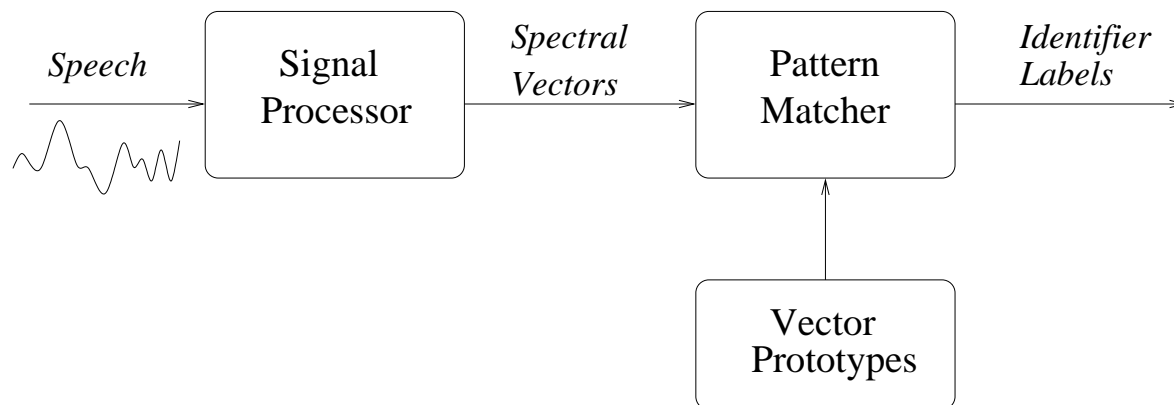 Speech
Signal
Processor
Spectral
Vectors
Pattern
Matcher
Identifier
Labels
Vector
Prototypes